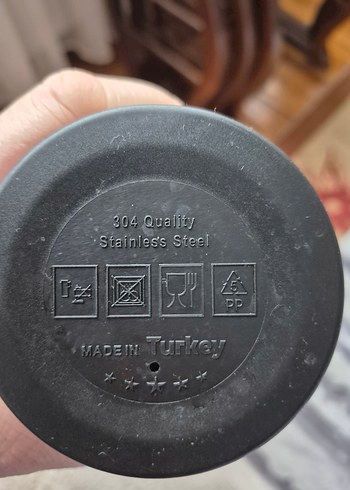 304 Quality
Stainless Steel
5
PP
MADE IN Turkey